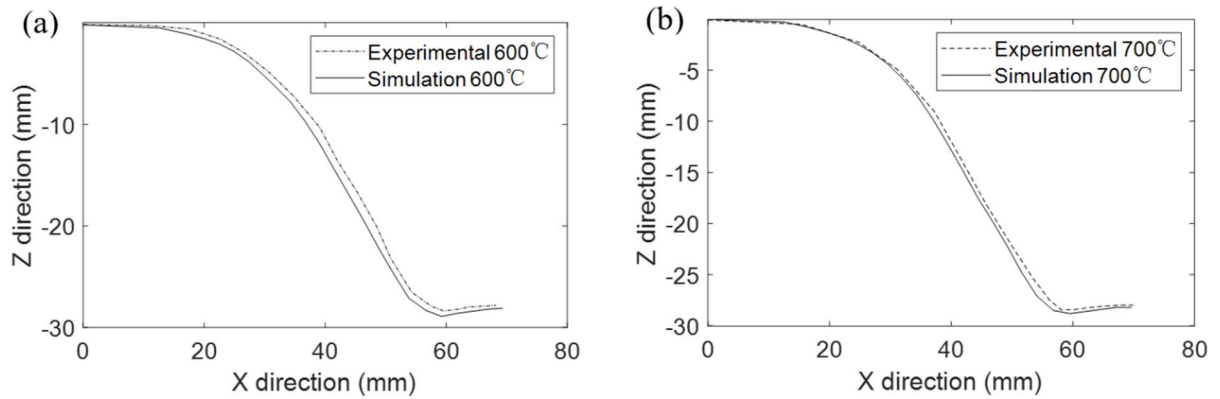 (a)
Experimental 600℃
Simulation 600℃
Z direction (mm)
-10
-20
-30
0
20
40
60
80
X direction (mm)
(b)
Experimental 700℃
Simulation 700℃
Z direction (mm)
0
-5
-10
-15
-20
-25
-30
0
20
40
60
80
X direction (mm)